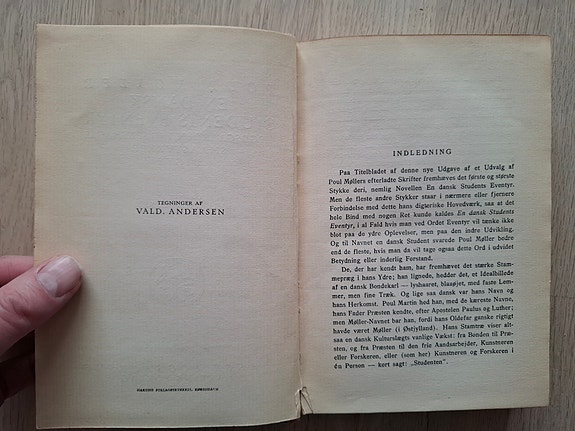 TEGNINGER AF
VALD. ANDERSEN
INDLEDNING
Paa Titelbladet af denne nye Udgave af et Udvalg af
Poul Møllers efterladte Skrifter fremhæves det første og største
Stykke deri, nemlig Novellen En dansk Students Eventyr.
Men de fleste andre Stykker staar i nærmere eller fjernere
Forbindelse med dette hans digteriske Hovedværk, saa at det
hele Bind med nogen Ret kunde kaldes En dansk Students
Eventyr, i al Fald hvis man ved Ordet Eventyr vil tænke ikke
blot paa de ydre Oplevelser, men paa den indre Udvikling.
Og til Navnet en dansk Student svarede Poul Møller bedre
end de fleste, hvis man da vil tage ogsaa dette Ord i udvidet
Betydning eller inderlig Forstand.
De, der har kendt ham, har fremhævet det stærke Stamme-
præg i hans Ydre; han lignede, hedder det, et Idealbillede
af en dansk Bondekarl — lyshaaret, blaaøjet, med faste Lem-
mer, men fine Træk. Og lige saa dansk var hans Navn og
hans Herkomst. Poul Martin hed han, med de kæreste Navne,
hans Fader Præsten kendte, efter Apostelen Paulus og Luther;
men Møller-Navnet bar han, fordi hans Oldefar ganske rigtigt
havde været Møller (i Østjylland). Hans Stamtræ viser alt-
saa en dansk Kulturslægts vanlige Vækst: fra Bonden til Præ-
sten, og fra Præsten til den frie Aandsarbejder, Kunstneren
eller Forskeren, eller (som her) Kunstneren og Forskeren i
én Person — kort sagt: „Studenten".